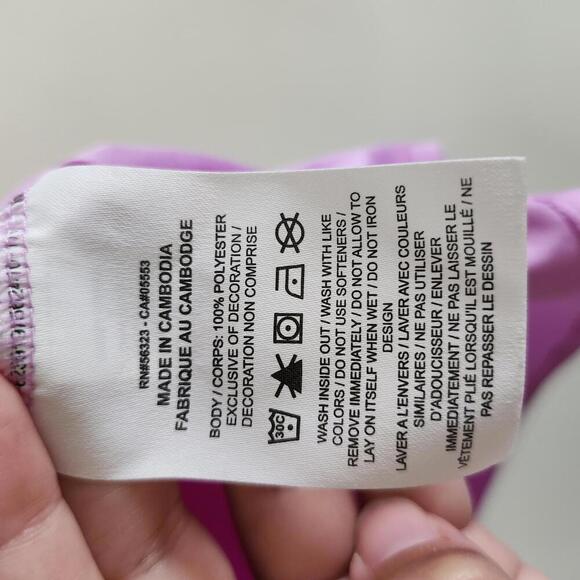 RN#56323 - CA#05553
MADE IN CAMBODIA
FABRIQUE AU CAMBODGE
BODY / CORPS: 100% POLYESTER
EXCLUSIVE OF DECORATION /
DECORATION NON COMPRISE
30C
WASH INSIDE OUT / WASH WITH LIKE
COLORS / DO NOT USE SOFTENERS /
REMOVE IMMEDIATELY / DO NOT ALLOW TO
LAY ON ITSELF WHEN WET / DO NOT IRON
DESIGN
LAVER A L'ENVERS / LAVER AVEC COULEURS
SIMILAIRES / NE PAS UTILISER
D'ADOUCISSEUR / ENLEVER
IMMEDIATEMENT / NE PAS LAISSER LE
VÊTEMENT PLIÉ LORSQU'IL EST MOUILLÉ / NE
PAS REPASSER LE DESSIN